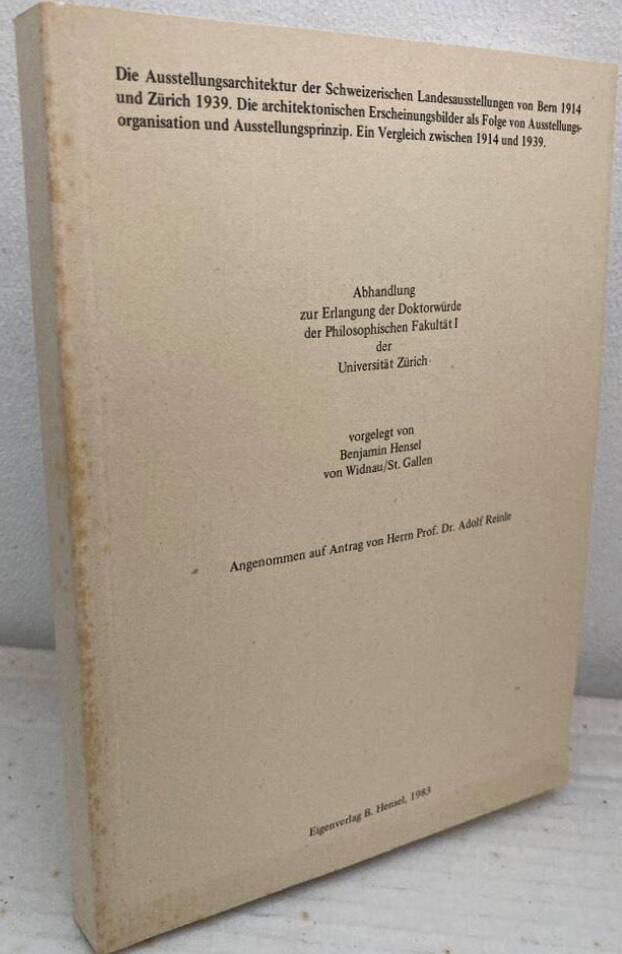 Die Ausstellungsarchitektur der Schweizerischen Landesausstellungen von Bern 1914
und Zürich 1939. Die architektonischen Erscheinungsbilder als Folge von Ausstellungs-
organisation und Ausstellungsprinzip. Ein Vergleich zwischen 1914 und 1939.
Abhandlung
zur Erlangung der Doktorwürde
der Philosophischen Fakultät I
der
Universität Zürich
vorgelegt von
Benjamin Hensel
von Widnau/St. Gallen
Angenommen auf Antrag von Herrn Prof. Dr. Adolf Reinle
Eigenverlag B. Hensel, 1983